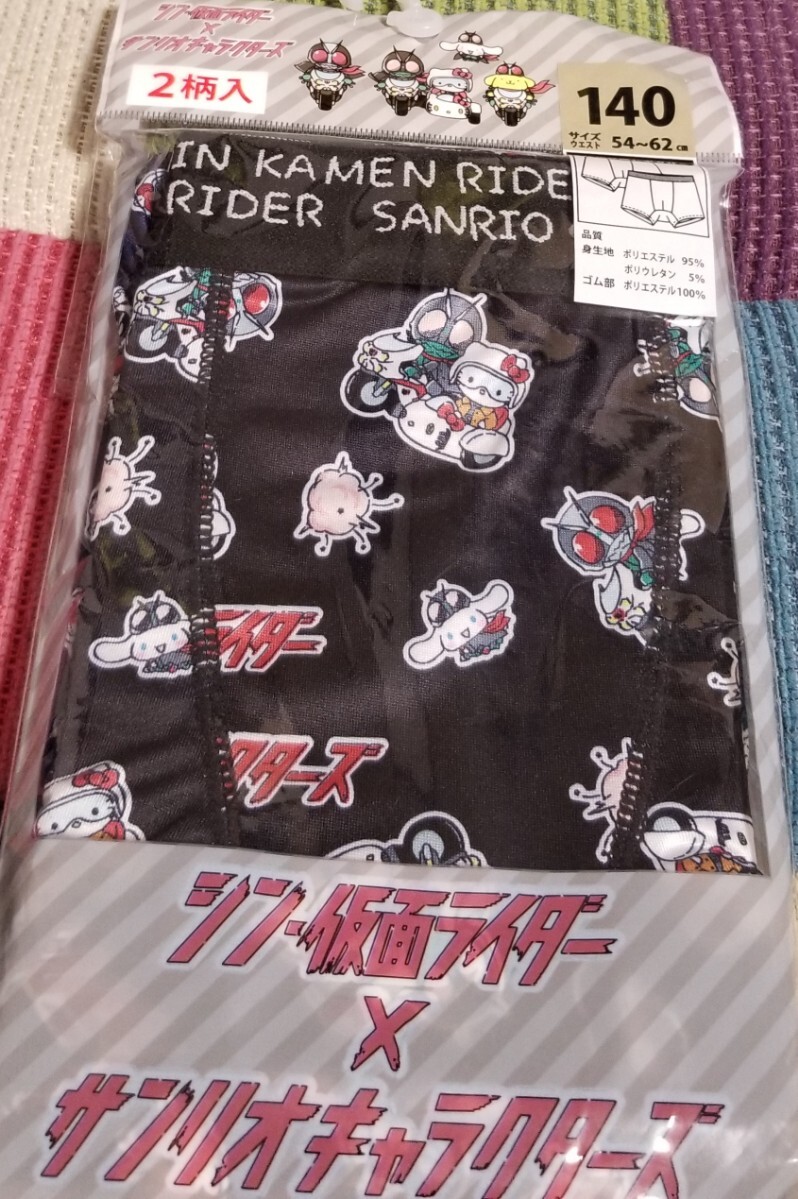 シン・仮面ライダー
×
サンリオキャラクターズ
2柄入
140
サイズ
ウエスト 54~62cm
IN KAMEN RIDE
RIDER SANRIO
品質
身生地 ポリエステル 95%
ポリウレタン 5%
ゴム部 ポリエステル100%
ライダー
クターズ
シン・仮面ライダー
×
サンリオキャラクターズ